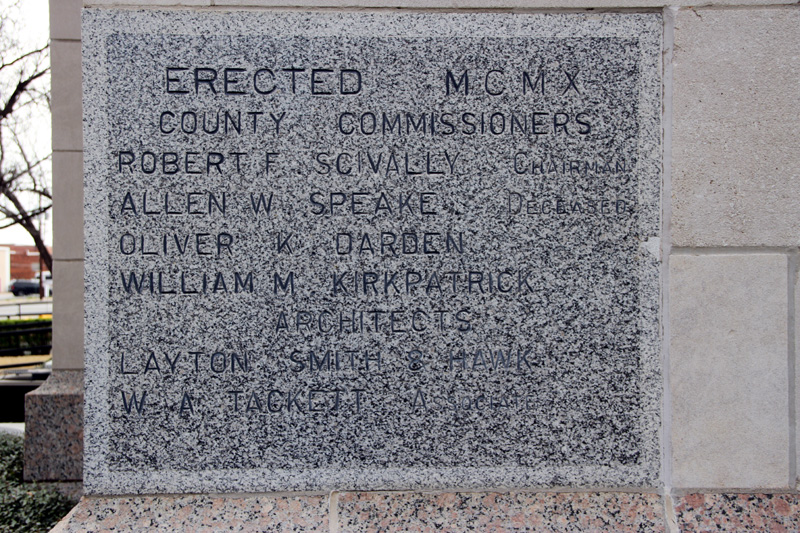 ERECTED MCMX
COUNTY COMMISSIONERS
ROBERT F. SCIVALLY CHAIRMAN.
ALLEN W. SPEAKE. DECEASED.
OLIVER K. DARDEN.
WILLIAM M. KIRKPATRICK.
ARCHITECTS.
LAYTON, SMITH & HAWK.
W. A. TACKETT. ASSOCIATE.